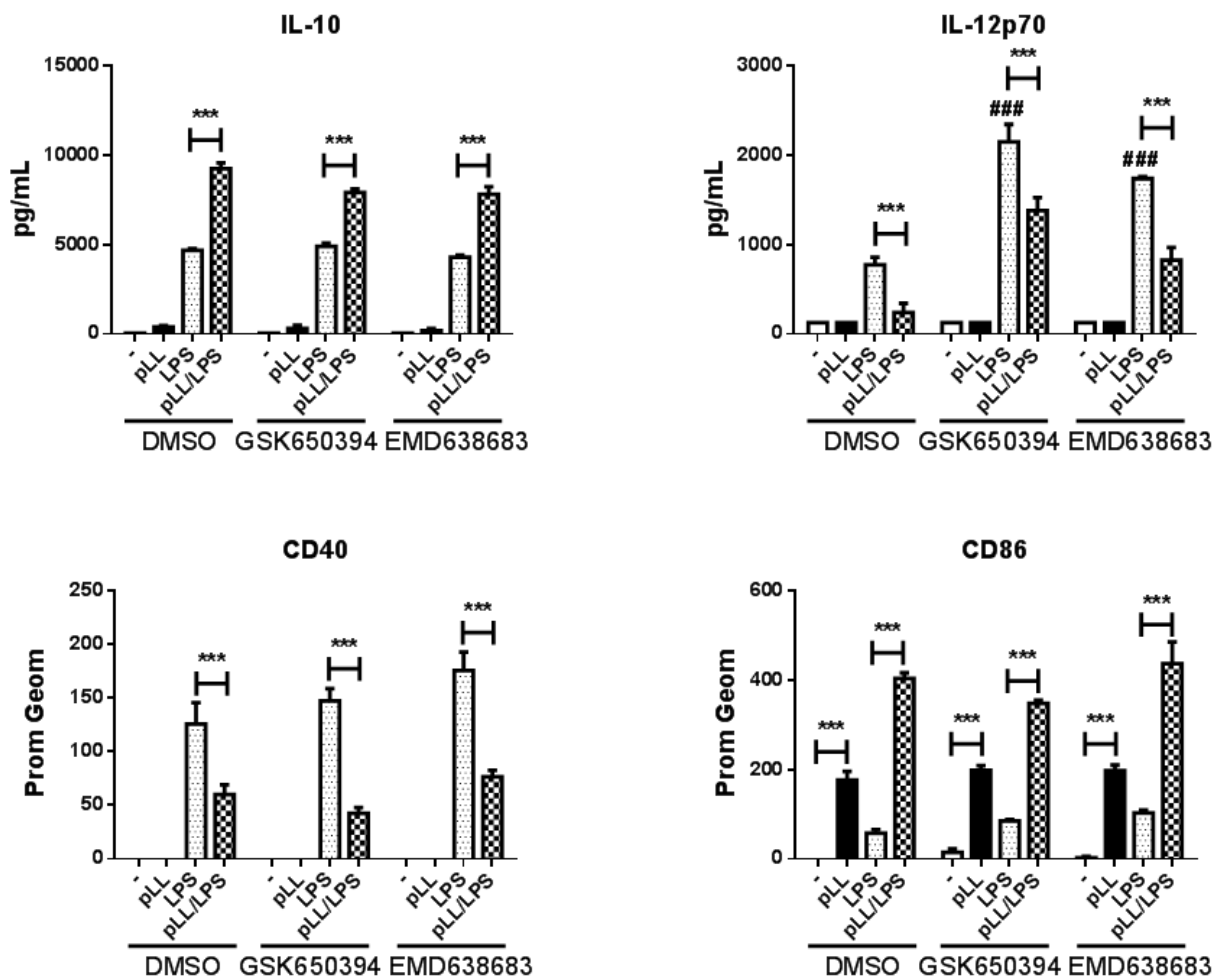 IL-10
15000
10000
5000
0
pg/mL
***
***
***
- pLL LPS pLL/LPS - pLL LPS pLL/LPS - pLL LPS pLL/LPS
DMSO GSK650394 EMD638683
IL-12p70
3000
2000
1000
0
***
###
***
###
***
- pLL LPS pLL/LPS - pLL LPS pLL/LPS - pLL LPS pLL/LPS
DMSO GSK650394 EMD638683
CD40
250
200
150
100
50
0
Prom Geom
***
***
***
- pLL LPS pLL/LPS - pLL LPS pLL/LPS - pLL LPS pLL/LPS
DMSO GSK650394 EMD638683
CD86
600
400
200
0
Prom Geom
***
***
***
***
***
***
- pLL LPS pLL/LPS - pLL LPS pLL/LPS - pLL LPS pLL/LPS
DMSO GSK650394 EMD638683